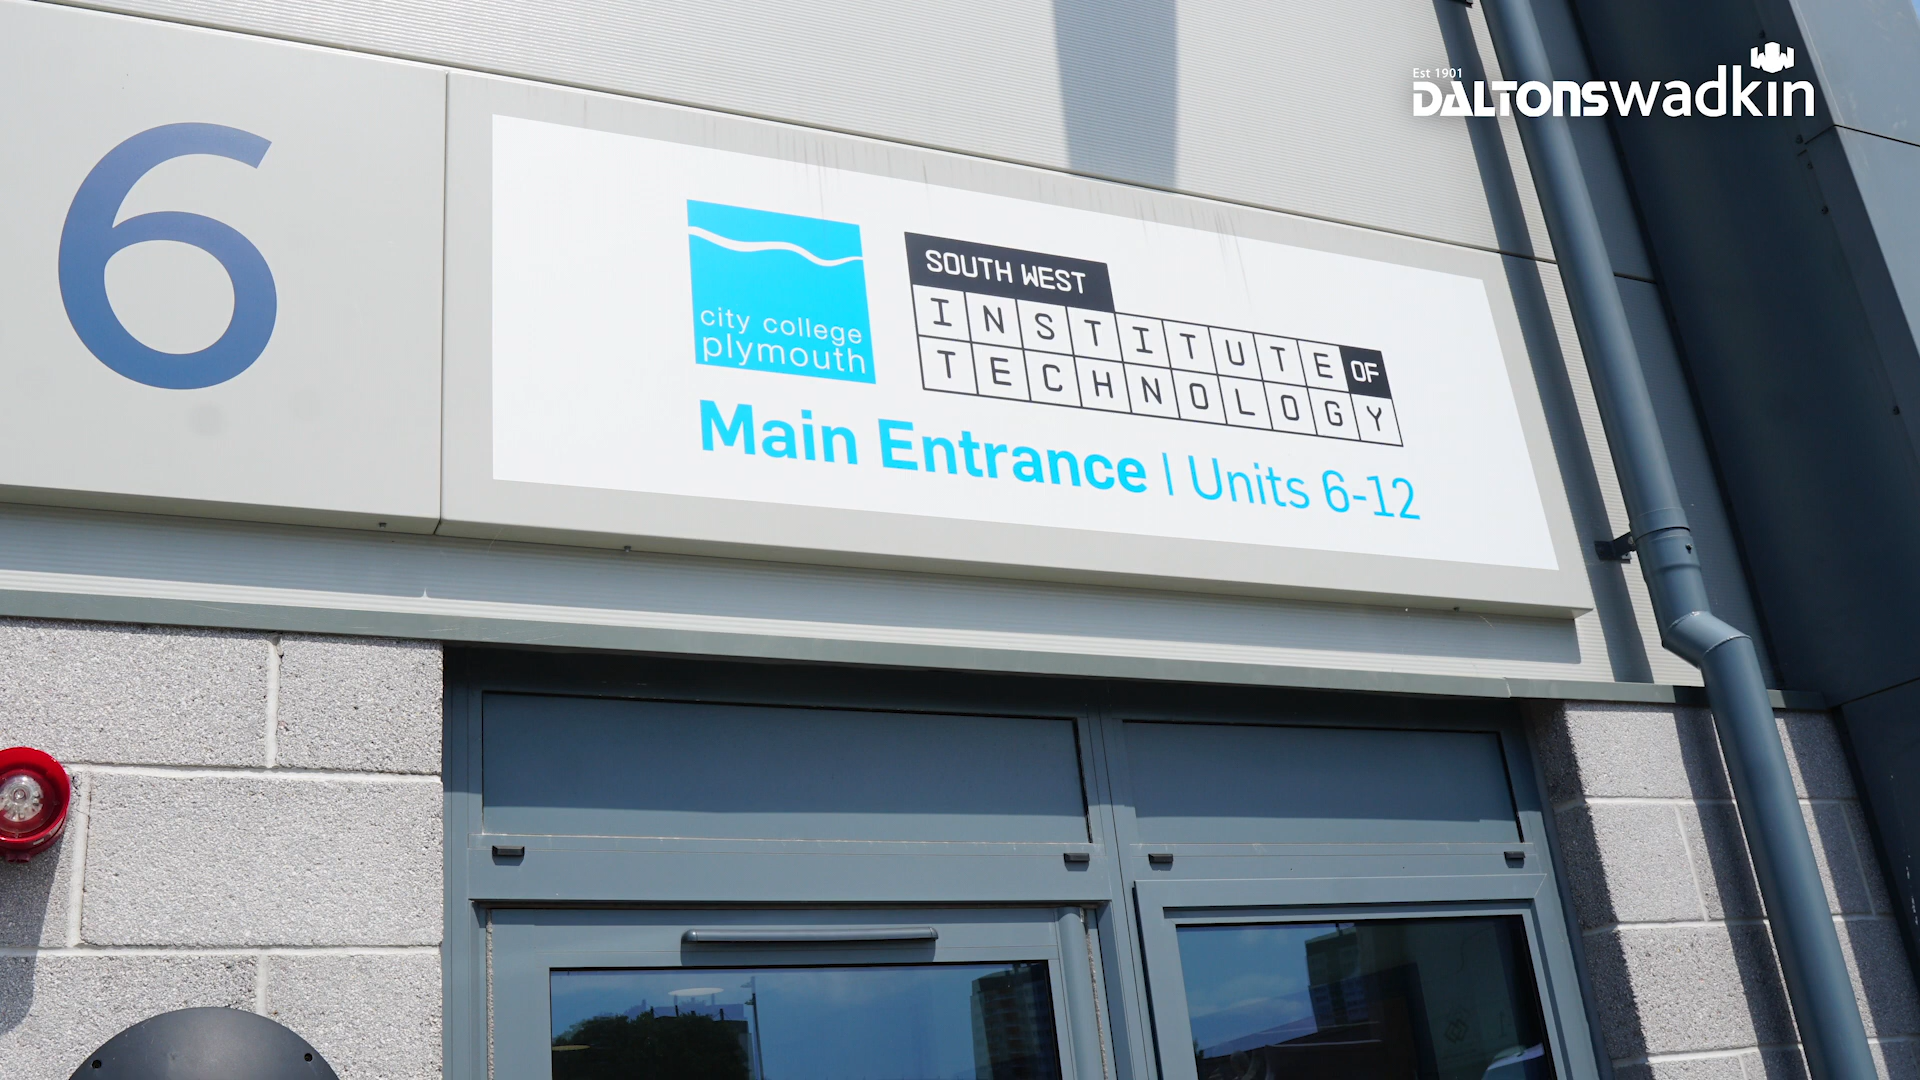 Est 1901
DALTONSwadkin
6
city college
plymouth
SOUTH WEST
INSTITUTE OF
TECHNOLOGY
Main Entrance | Units 6-12